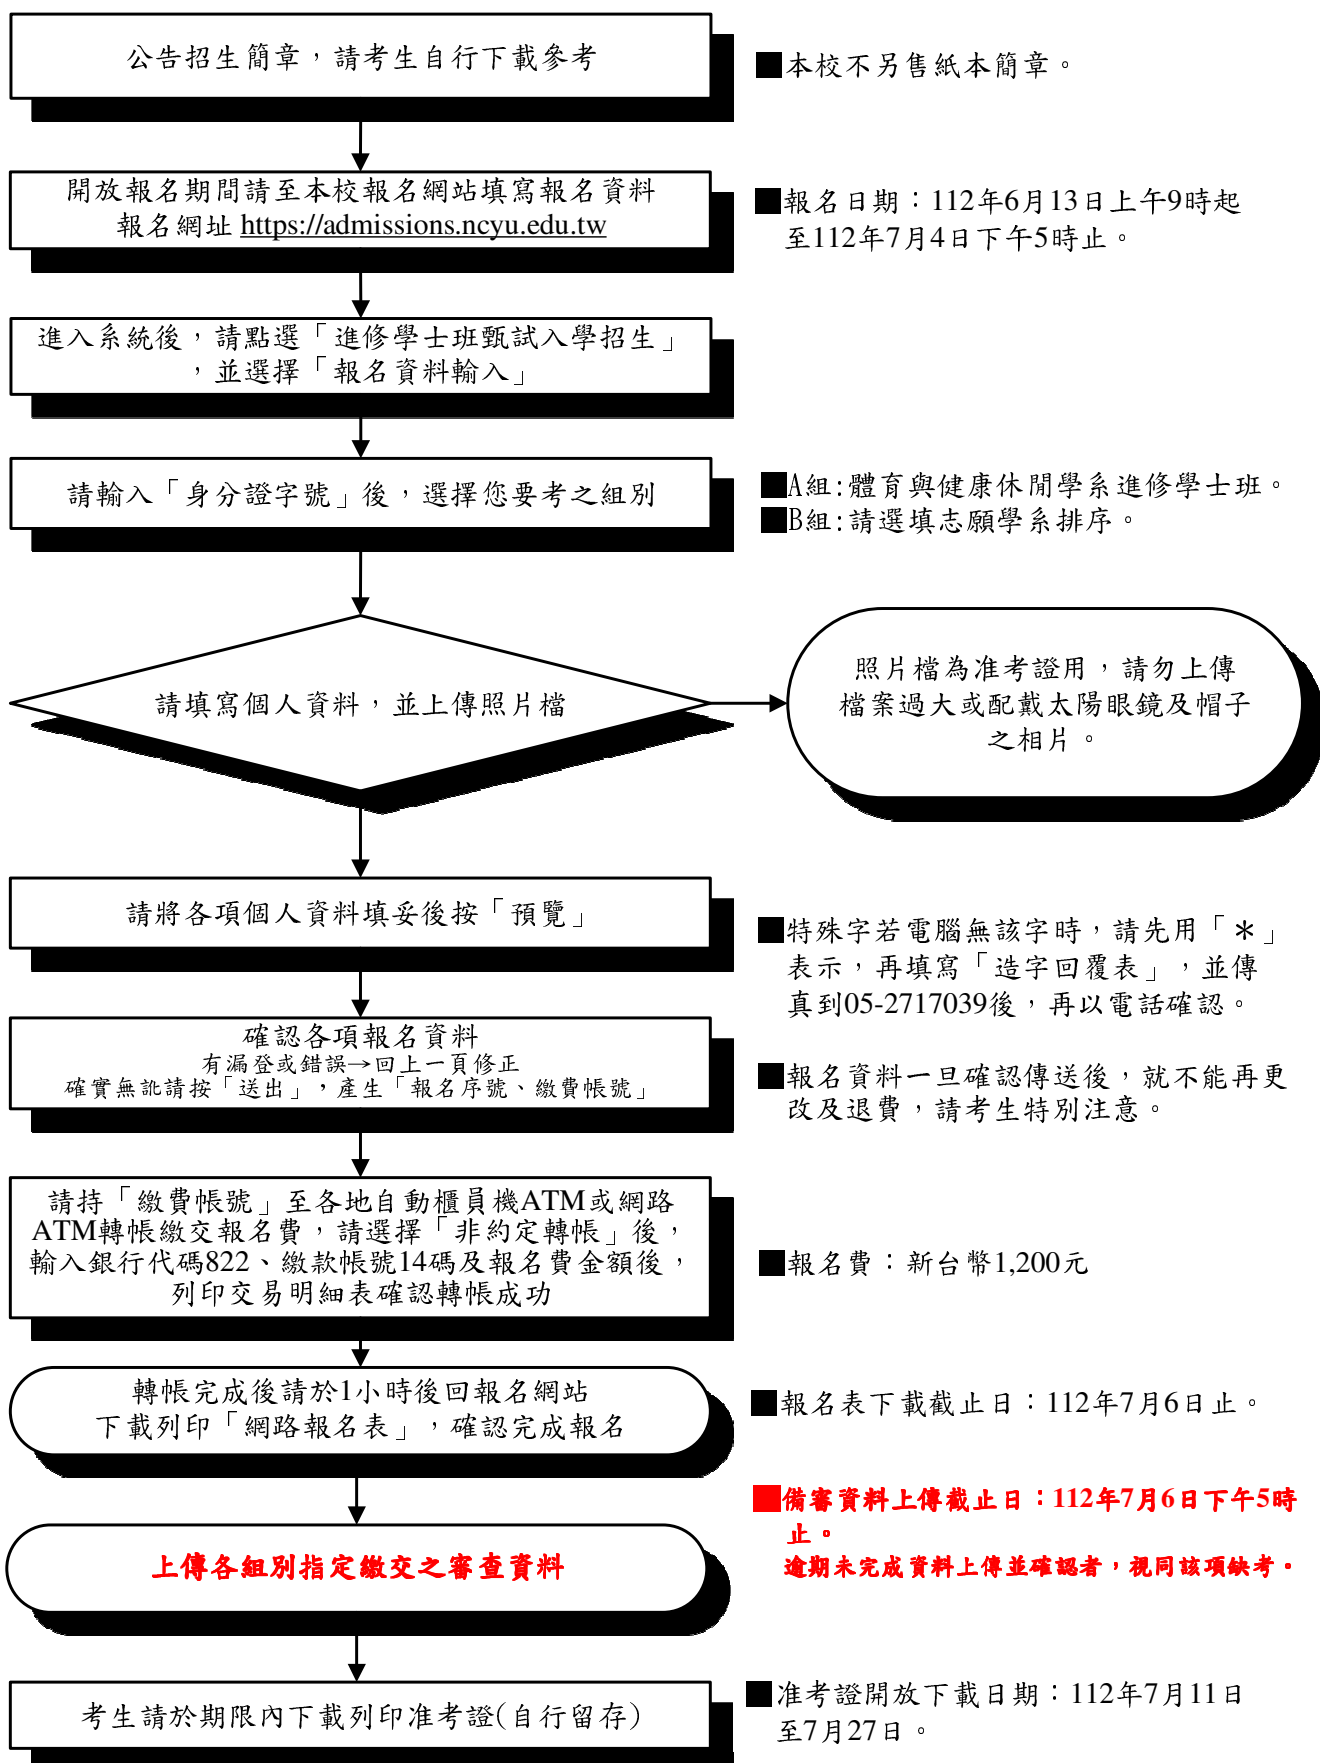 公告招生簡章，請考生自行下載參考
■本校不另售紙本簡章。
開放報名期間請至本校報名網站填寫報名資料
報名網址 https://admissions.ncyu.edu.tw
■報名日期：112年6月13日上午9時起
至112年7月4日下午5時止。
進入系統後，請點選「進修學士班甄試入學招生」
，並選擇「報名資料輸入」
請輸入「身分證字號」後，選擇您要考之組別
■A組:體育與健康休閒學系進修學士班。
■B組:請選填志願學系排序。
請填寫個人資料，並上傳照片檔
照片檔為准考證用，請勿上傳
檔案過大或配戴太陽眼鏡及帽子
之相片。
請將各項個人資料填妥後按「預覽」
■特殊字若電腦無該字時，請先用「＊」
表示，再填寫「造字回覆表」，並傳
真到05-2717039後，再以電話確認。
確認各項報名資料
有漏登或錯誤→回上一頁修正
確實無訛請按「送出」，產生「報名序號、繳費帳號」
■報名資料一旦確認傳送後，就不能再更
改及退費，請考生特別注意。
請持「繳費帳號」至各地自動櫃員機ATM或網路
ATM轉帳繳交報名費，請選擇「非約定轉帳」後，
輸入銀行代碼822、繳款帳號14碼及報名費金額後，
列印交易明細表確認轉帳成功
■報名費：新台幣1,200元
轉帳完成後請於1小時後回報名網站
下載列印「網路報名表」，確認完成報名
■報名表下載截止日：112年7月6日止。
■備審資料上傳截止日：112年7月6日下午5時
止。
逾期未完成資料上傳並確認者，視同該項缺考。
上傳各組別指定繳交之審查資料
考生請於期限內下載列印准考證(自行留存)
■准考證開放下載日期：112年7月11日
至7月27日。